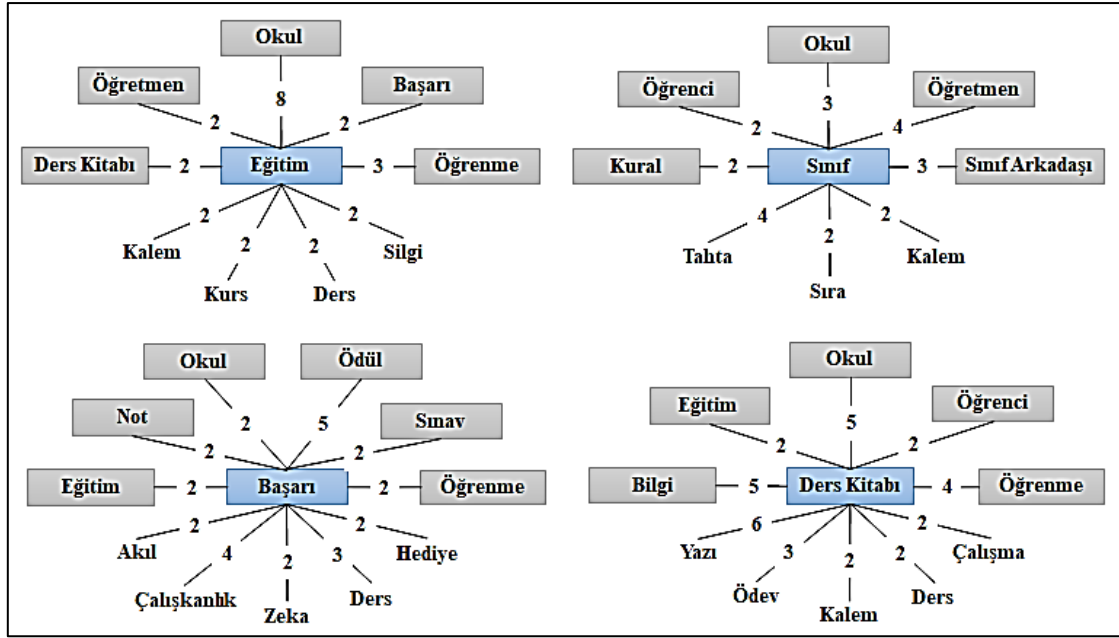 Okul
Öğretmen
Başarı
8
2
2
Ders Kitabı
2
Eğitim
3
Öğrenme
2
2
2
2
Kalem
Kurs
Ders
Silgi
Okul
Öğrenci
Öğretmen
3
2
4
Kural
2
Sınıf
3
Sınıf Arkadaşı
4
2
2
Tahta
Sıra
Kalem
Okul
Ödül
Not
Sınav
2
5
2
2
Eğitim
2
Başarı
2
Öğrenme
2
4
2
3
2
Akıl
Çalışkanlık
Zeka
Ders
Hediye
Okul
Eğitim
Öğrenci
5
2
2
Bilgi
5
Ders Kitabı
4
Öğrenme
6
3
2
2
2
Yazı
Ödev
Kalem
Ders
Çalışma